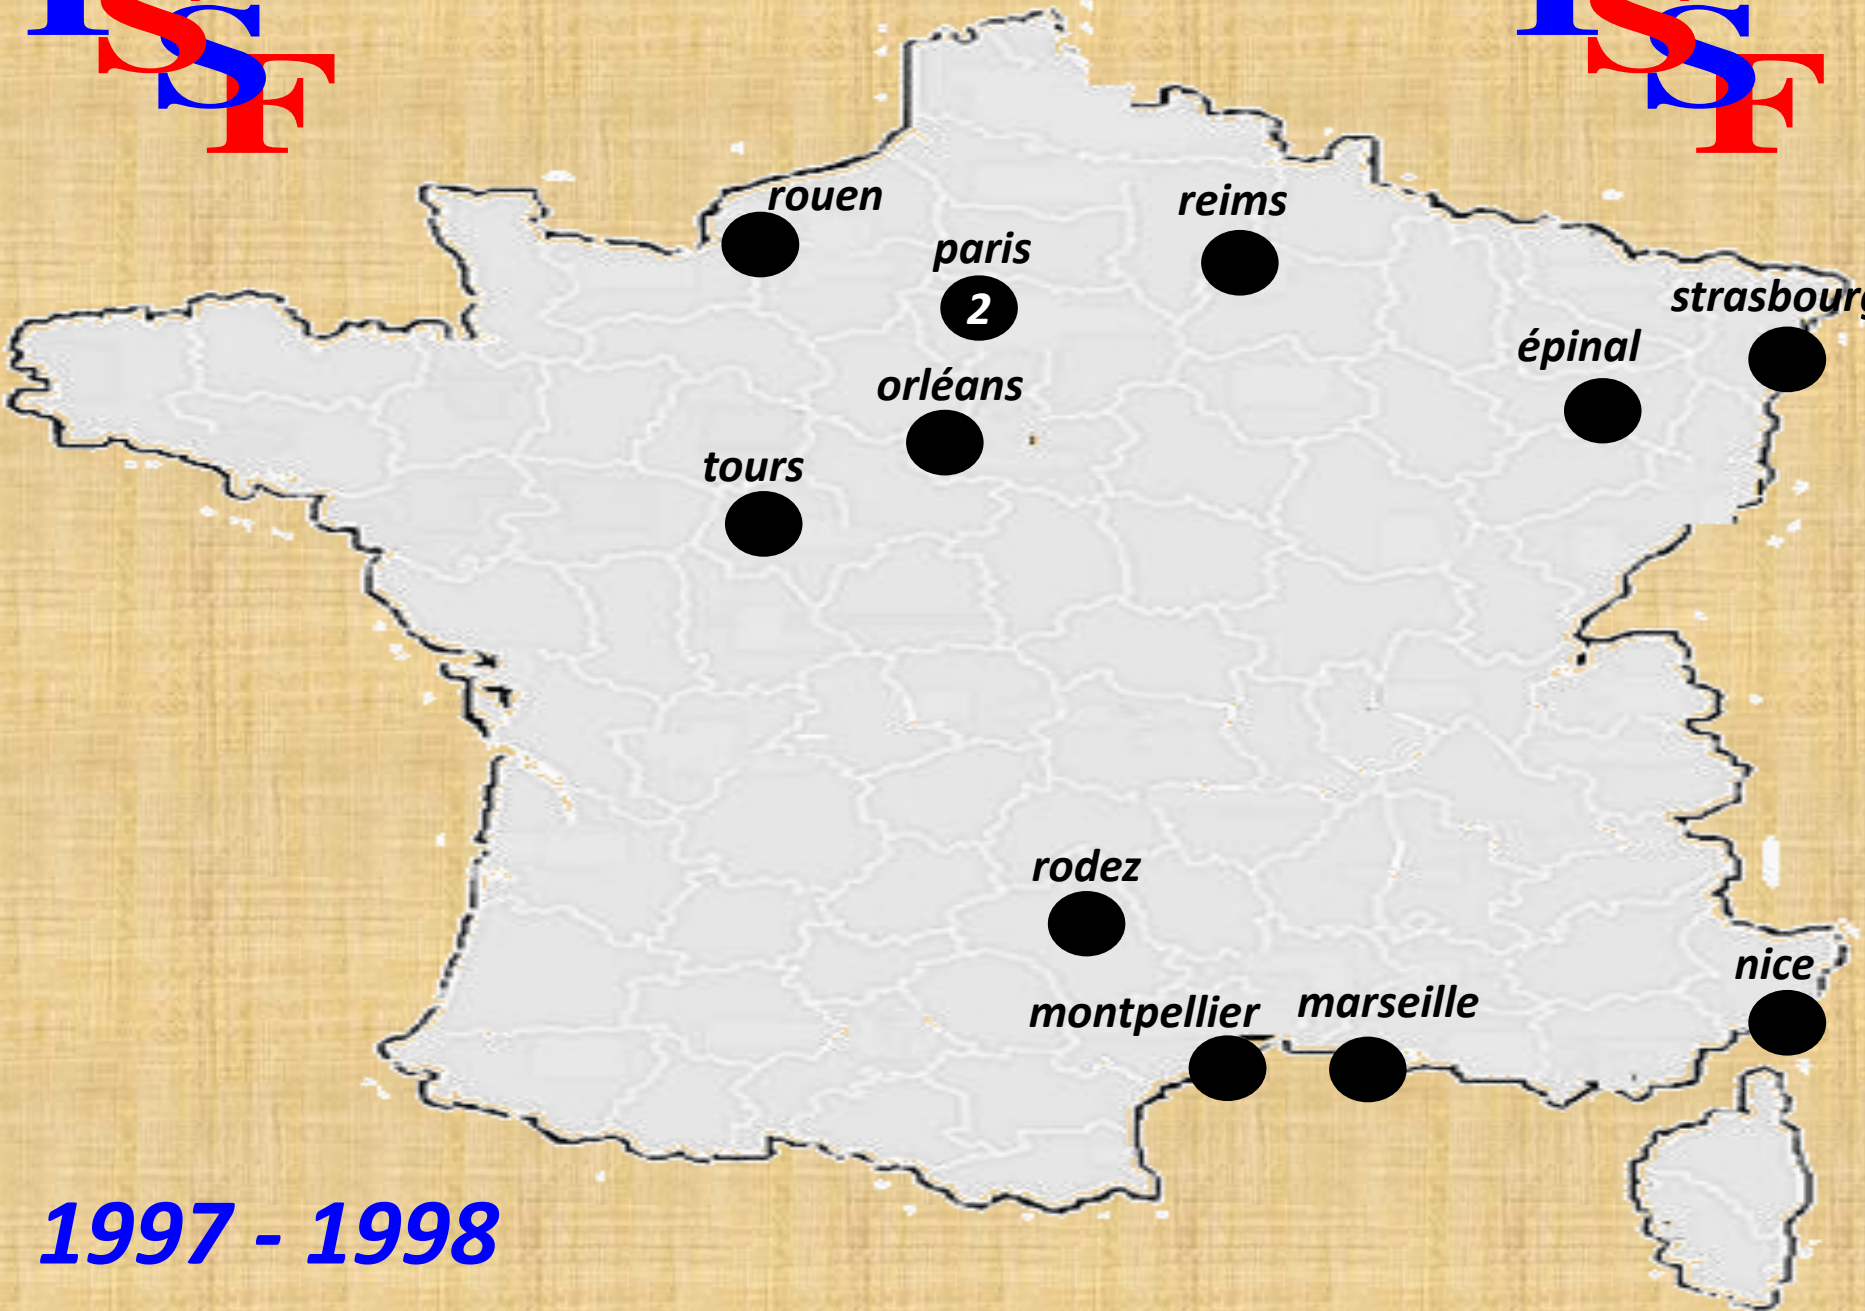 ISSF
ISSF
rouen
reims
paris
2
strasbourg
épinal
orléans
tours
rodez
nice
montpellier
marseille
1997 - 1998